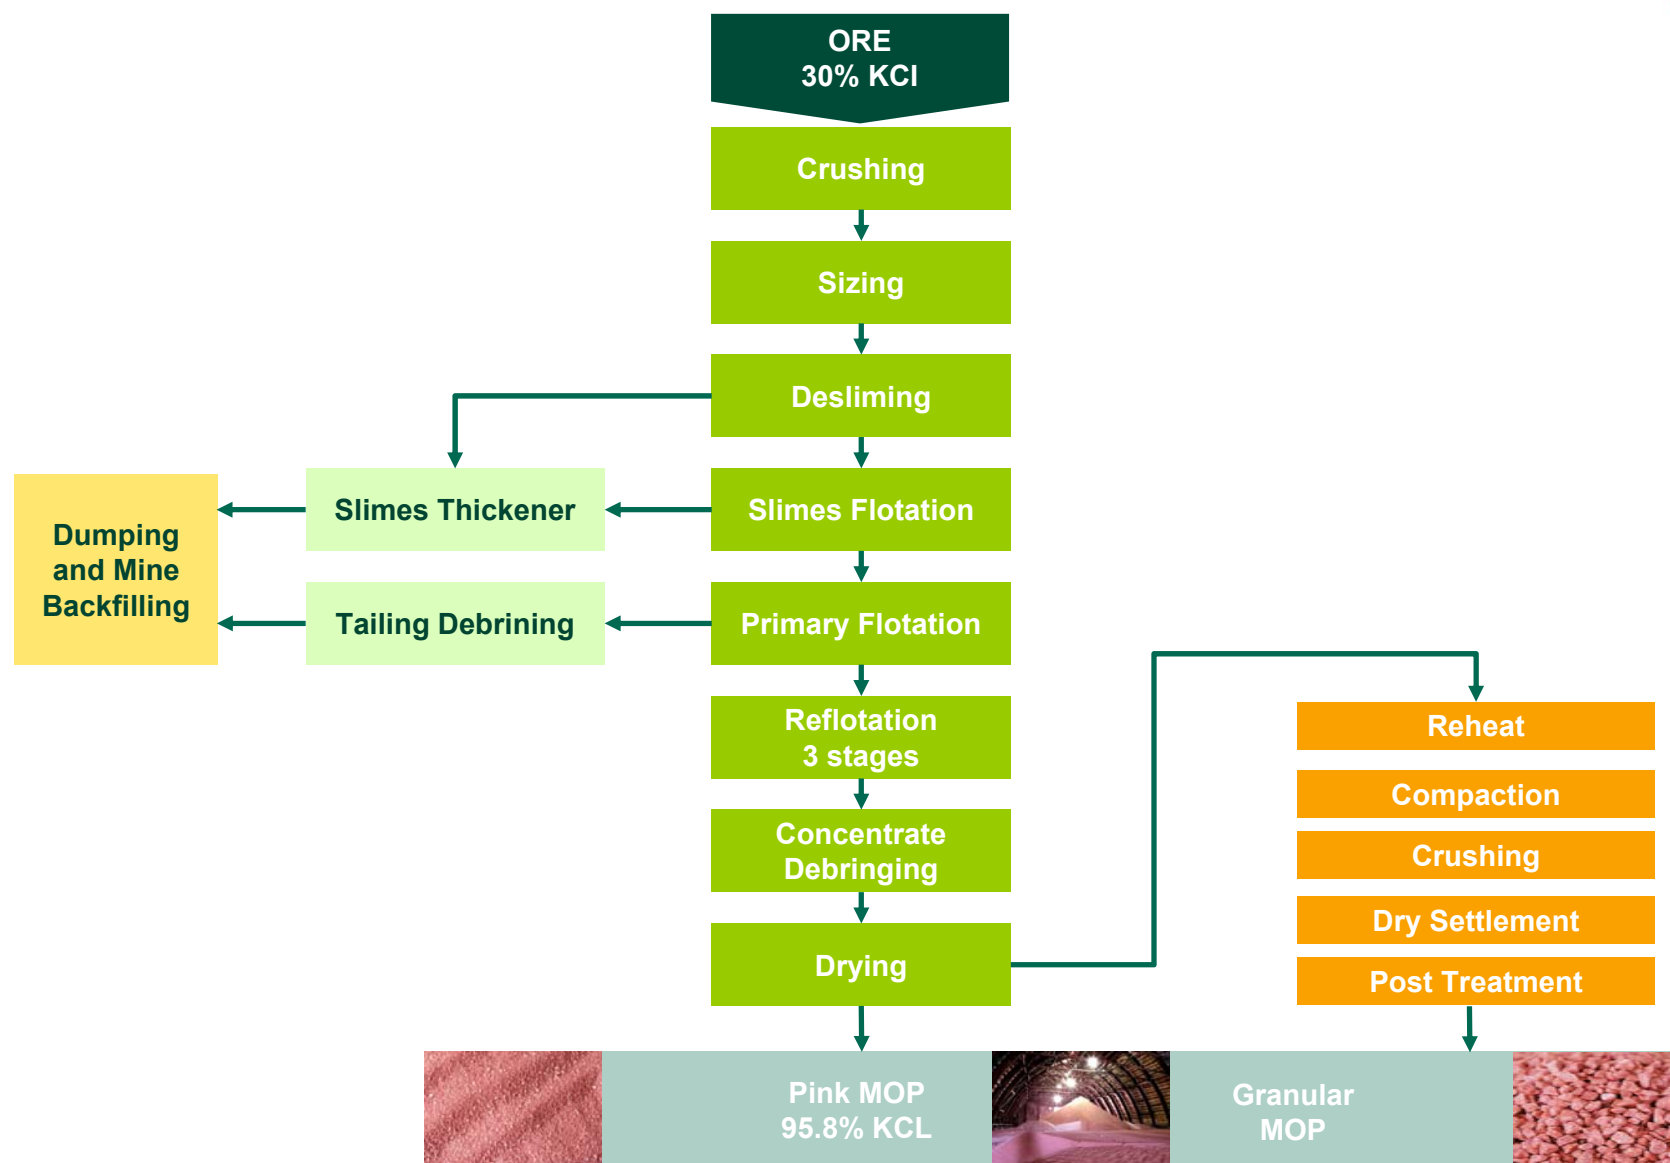 ORE
30% KCl
Crushing
Sizing
Desliming
Slimes Thickener
Slimes Flotation
Dumping
and Mine
Backfilling
Tailing Debrining
Primary Flotation
Reflotation
3 stages
Concentrate
Debringing
Drying
Reheat
Compaction
Crushing
Dry Settlement
Post Treatment
Pink MOP
95.8% KCL
Granular
MOP